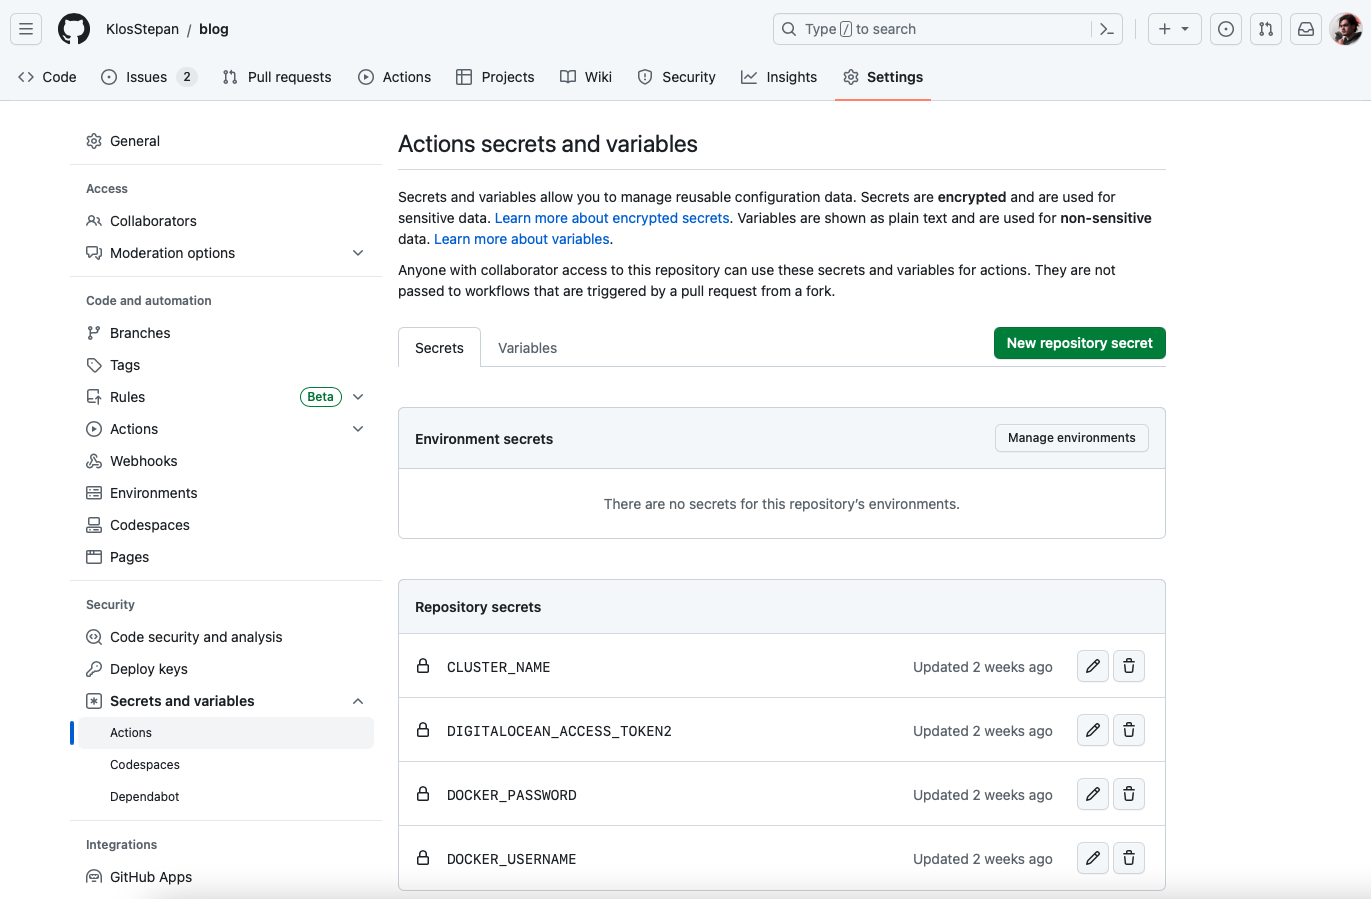 KlosStepan / blog
Type / to search
Code
Issues 2
Pull requests
Actions
Projects
Wiki
Security
Insights
Settings
General
Access
Collaborators
Moderation options
Code and automation
Branches
Tags
Rules Beta
Actions
Webhooks
Environments
Codespaces
Pages
Security
Code security and analysis
Deploy keys
Secrets and variables
Actions
Codespaces
Dependabot
Integrations
GitHub Apps
Actions secrets and variables
Secrets and variables allow you to manage reusable configuration data. Secrets are encrypted and are used for
sensitive data. Learn more about encrypted secrets. Variables are shown as plain text and are used for non-sensitive
data. Learn more about variables.
Anyone with collaborator access to this repository can use these secrets and variables for actions. They are not
passed to workflows that are triggered by a pull request from a fork.
Secrets
Variables
New repository secret
Environment secrets
Manage environments
There are no secrets for this repository's environments.
Repository secrets
CLUSTER_NAME Updated 2 weeks ago
DIGITALOCEAN_ACCESS_TOKEN2 Updated 2 weeks ago
DOCKER_PASSWORD Updated 2 weeks ago
DOCKER_USERNAME Updated 2 weeks ago